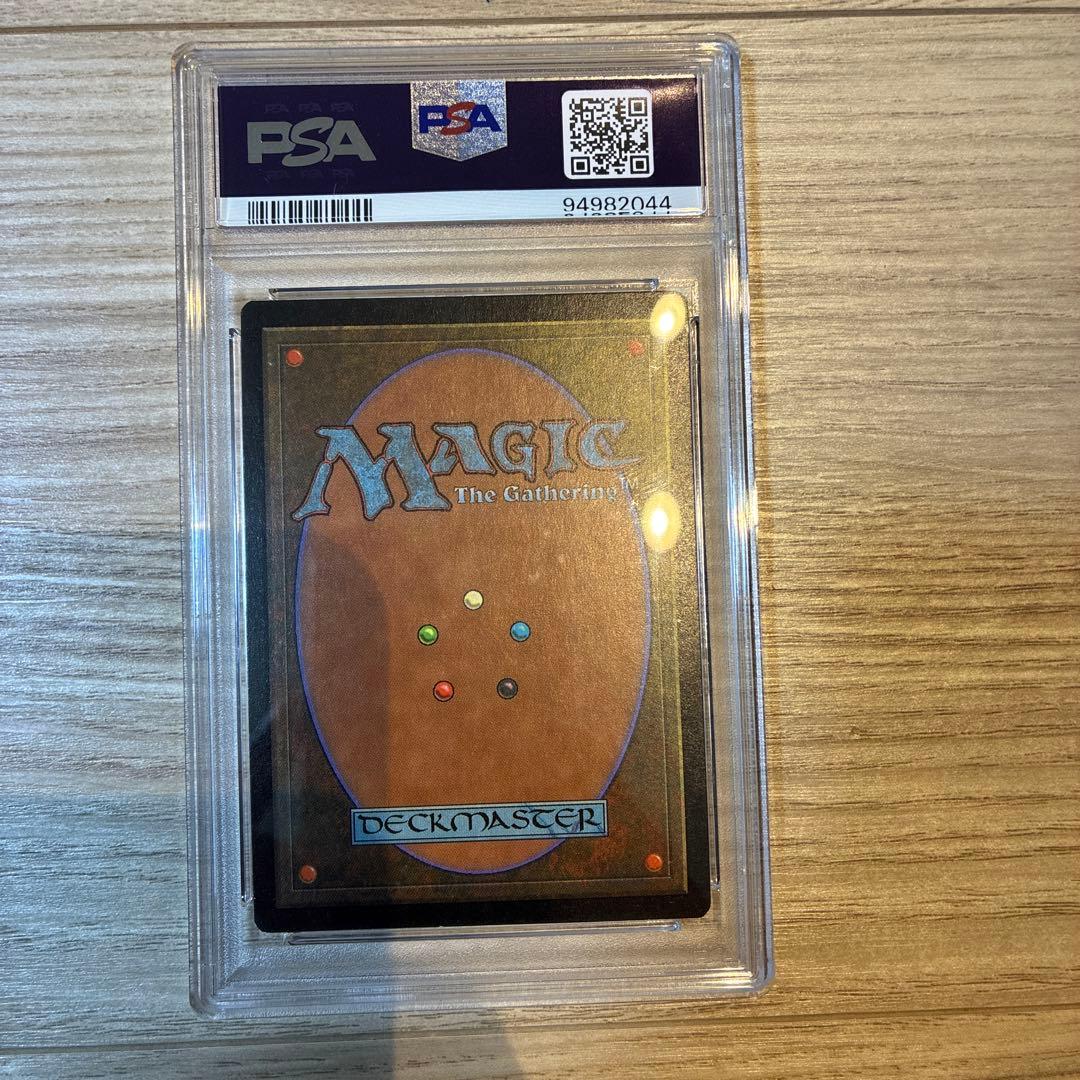 PSA
PSA
94982044
MAGIC
The Gathering™
DECKMASTER